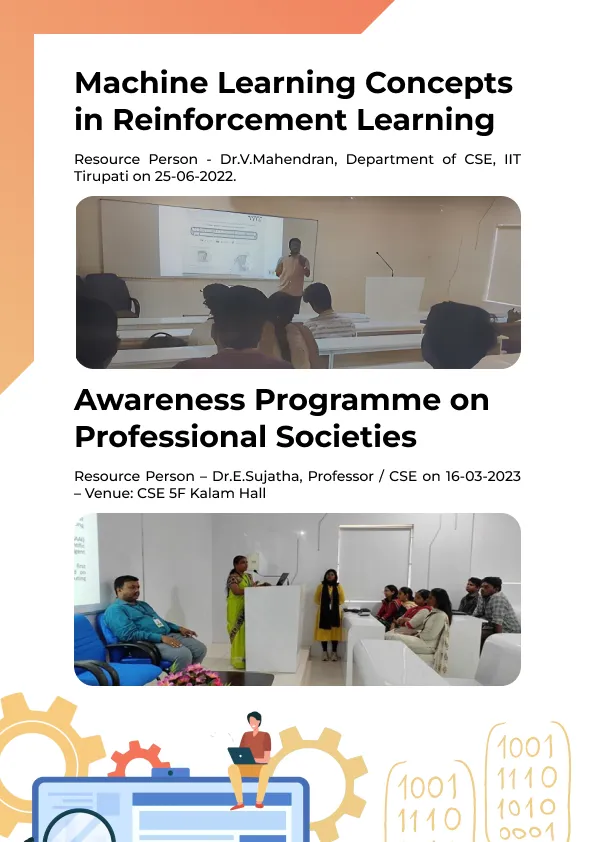 Machine Learning Concepts
in Reinforcement Learning
Resource Person - Dr.V.Mahendran, Department of CSE, IIT
Tirupati on 25-06-2022.
Awareness Programme on
Professional Societies
Resource Person – Dr.E.Sujatha, Professor / CSE on 16-03-2023
– Venue: CSE 5F Kalam Hall
1001
1110
1001
1110
1010
0001